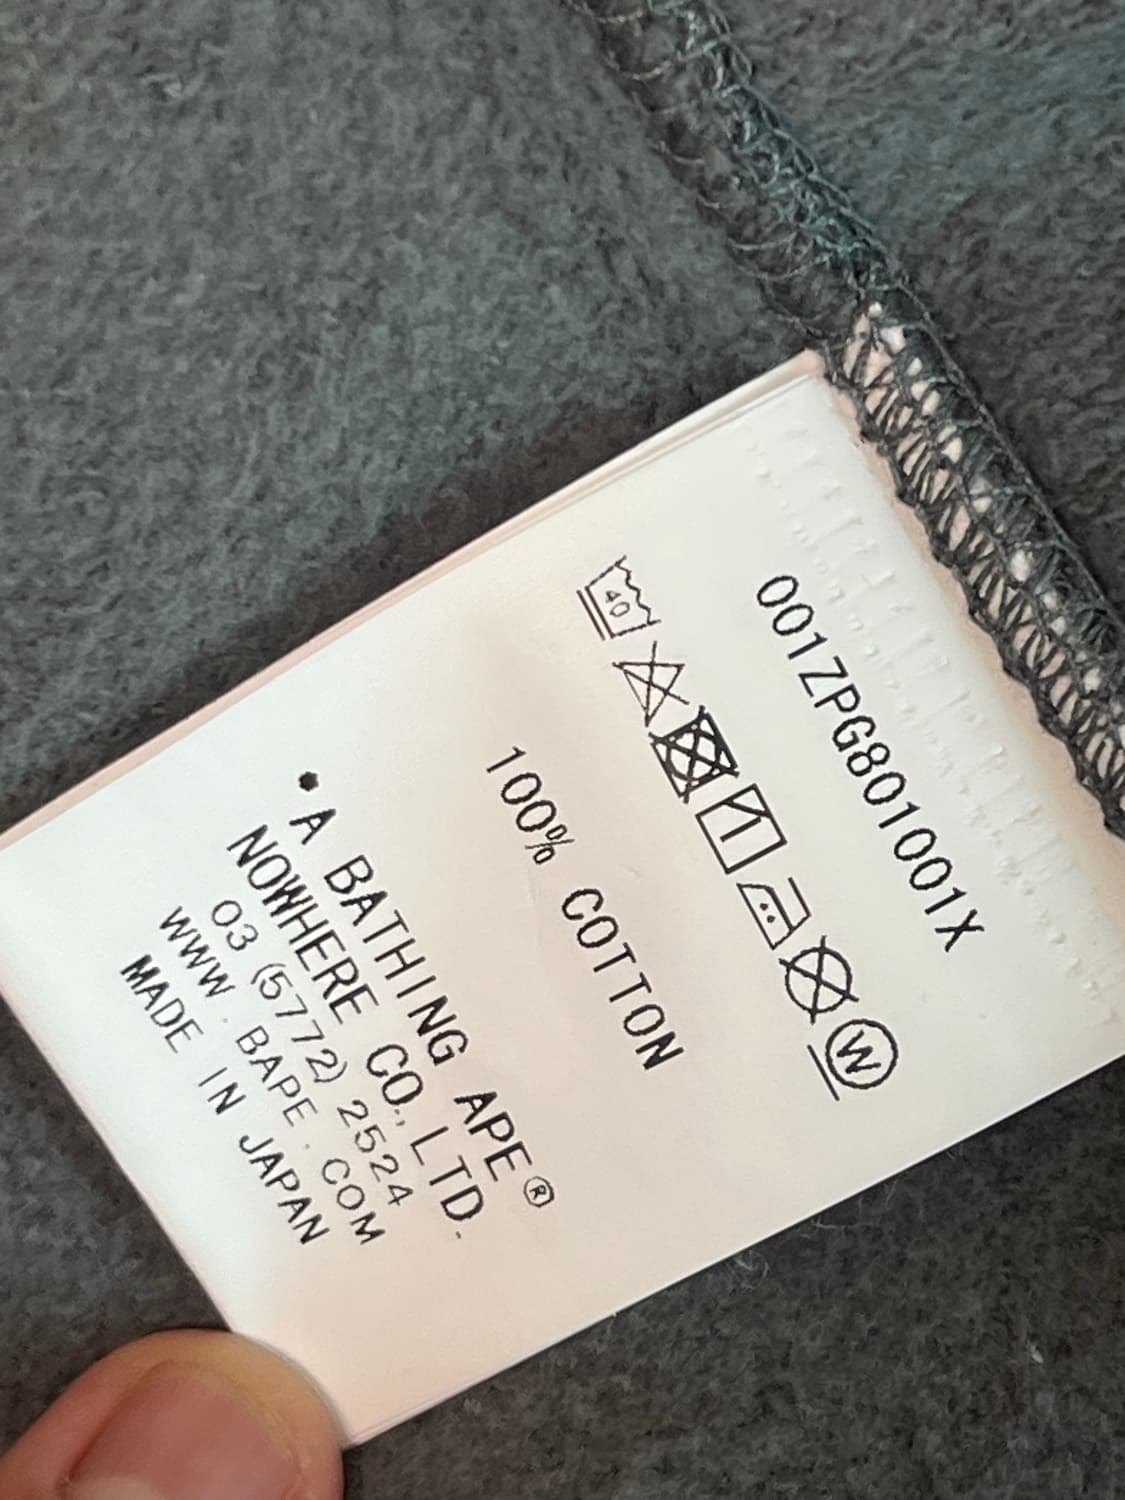 001ZPG801001X
40
W
100% COTTON
•A BATHING APE®
NOWHERE CO., LTD.
03 (5772) 2524
WWW.BAPE.COM
MADE IN JAPAN